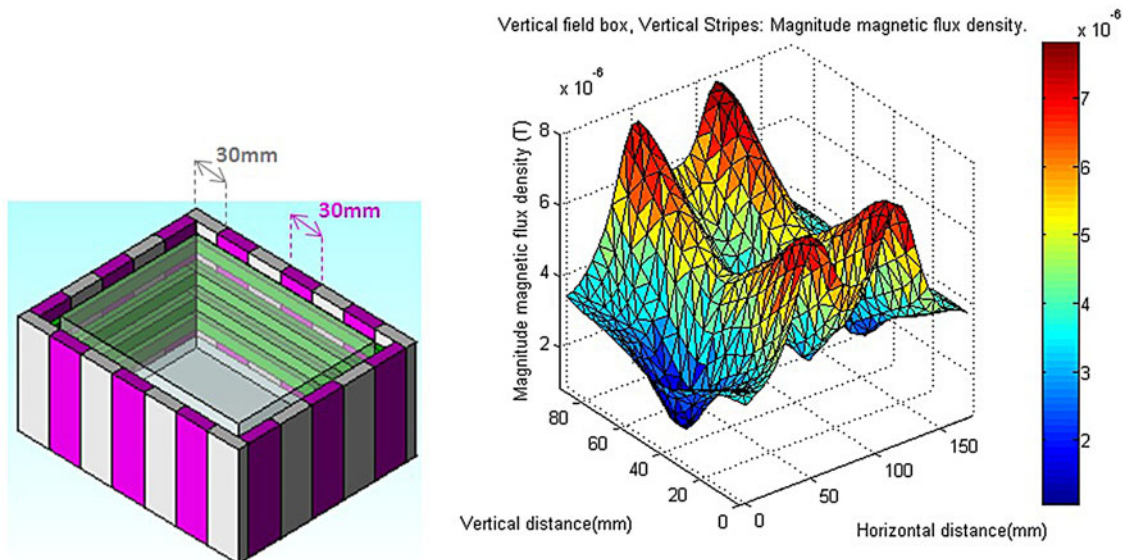 30mm
30mm
Vertical field box, Vertical Stripes: Magnitude magnetic flux density.
x 10-6
x 10-6
Magnitude magnetic flux density (T)
8
6
4
2
80
60
40
20
0
0
50
100
150
Vertical distance(mm)
Horizontal distance(mm)
7
6
5
4
3
2